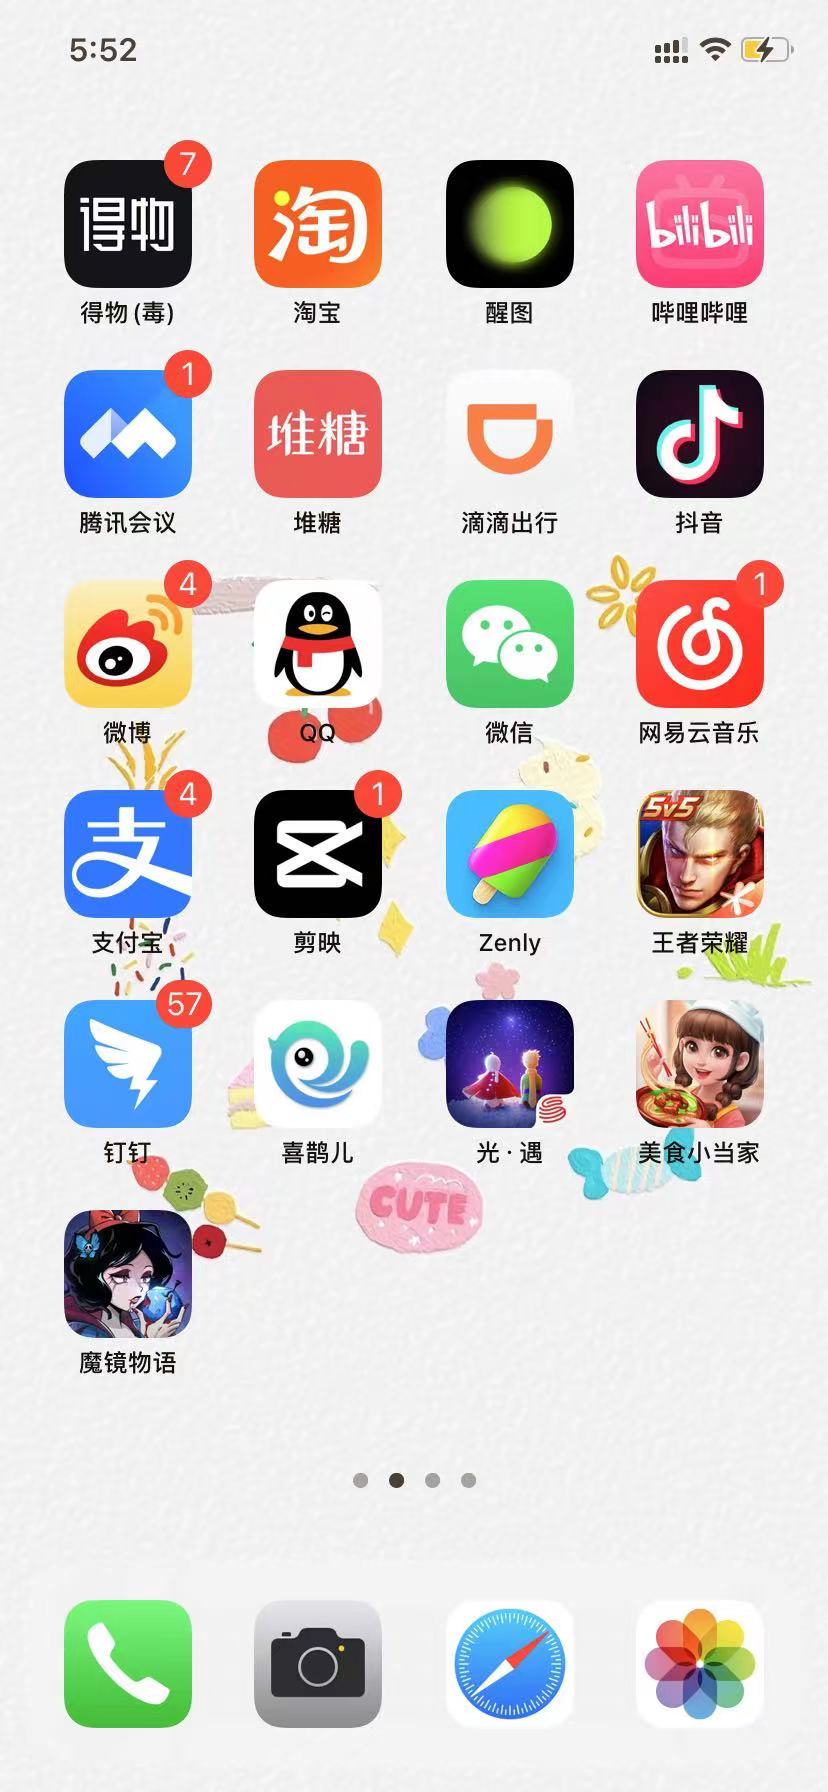 5:52
7
得物
淘
bilibili
得物(毒)
淘宝
醒图
哔哩哔哩
1
堆糖
腾讯会议
堆糖
滴滴出行
抖音
4
1
微博
QQ
微信
网易云音乐
4
1
支
5v5
支付宝
剪映
Zenly
王者荣耀
57
钉钉
喜鹊儿
光·遇
美食小当家
CUTE
魔镜物语